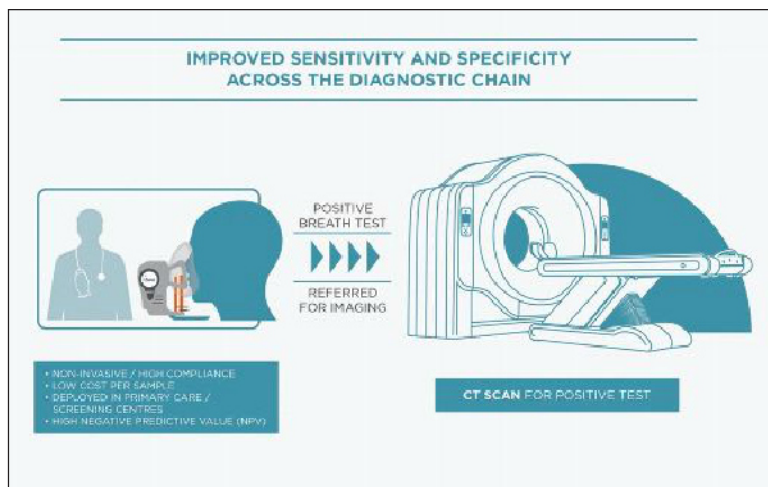 IMPROVED SENSITIVITY AND SPECIFICITY
ACROSS THE DIAGNOSTIC CHAIN
POSITIVE
BREATH TEST
REFERRED
FOR IMAGING
• NON-INVASIVE / HIGH COMPLIANCE
• LOW COST PER SAMPLE
• DEPLOYED IN PRIMARY CARE /
SCREENING CENTRES
• HIGH NEGATIVE PREDICTIVE VALUE (NPV)
CT SCAN FOR POSITIVE TEST